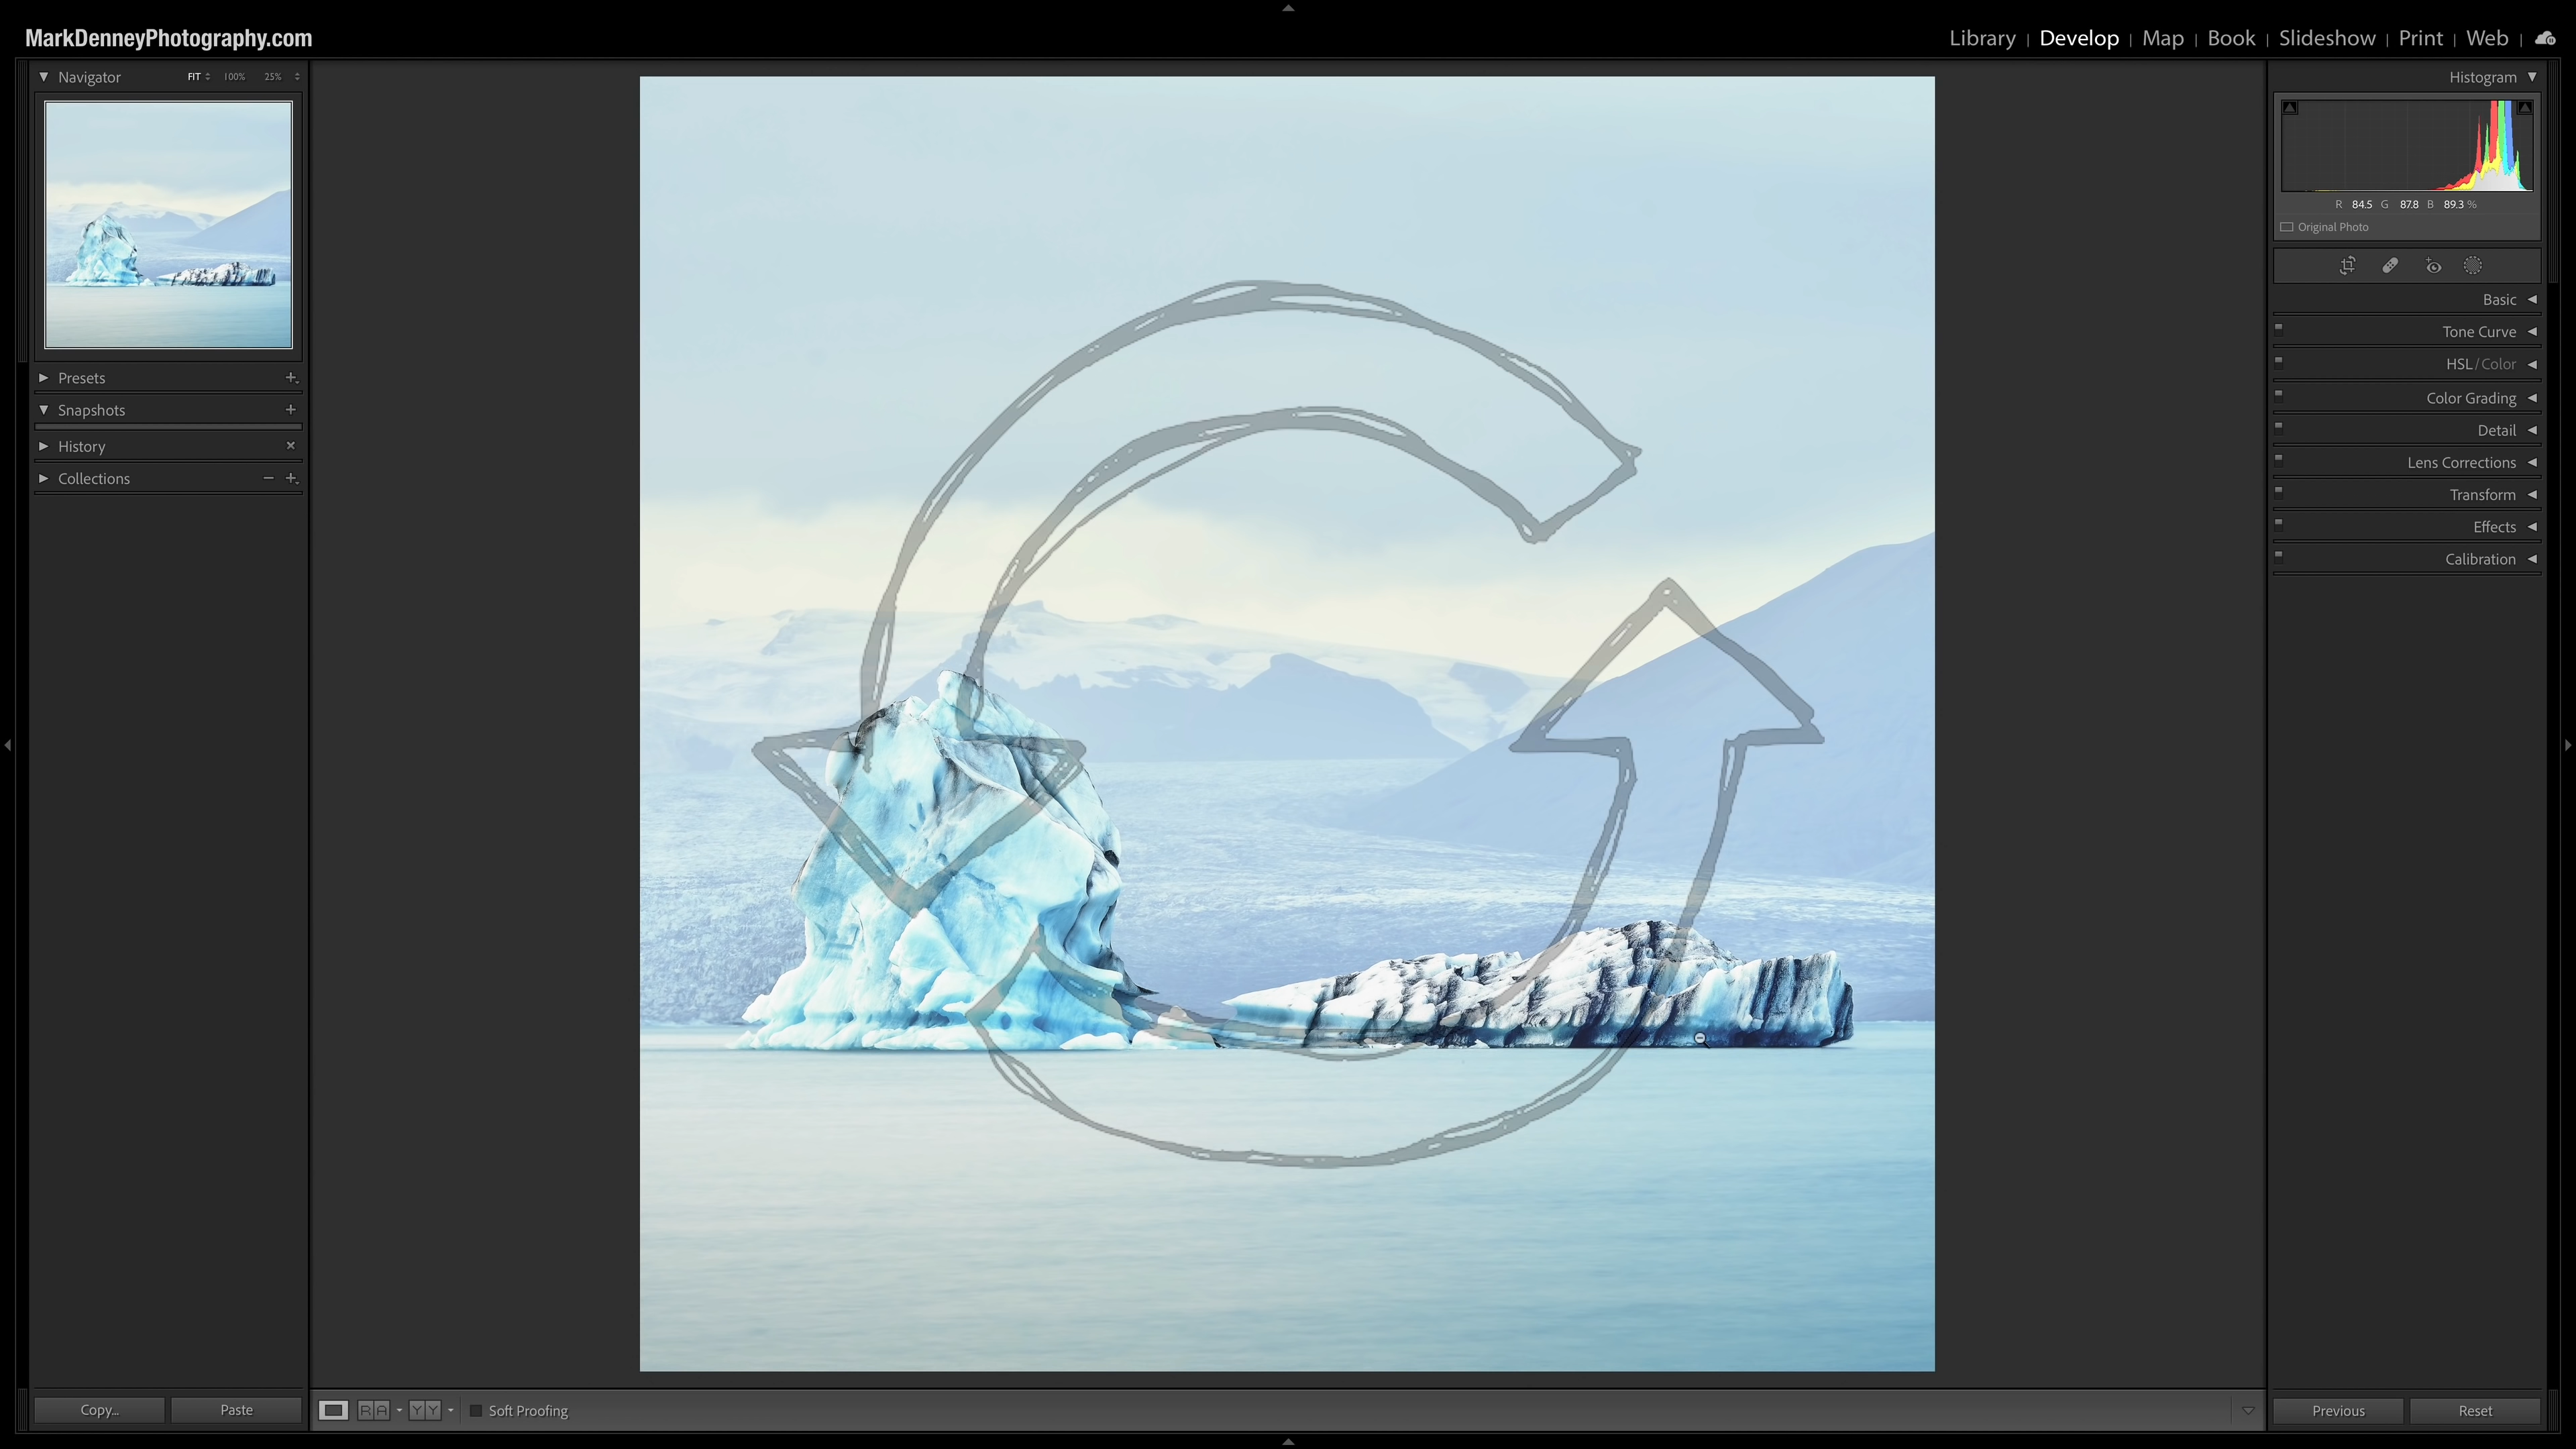 MarkDenneyPhotography.com
Library | Develop | Map | Book | Slideshow | Print | Web |
Navigator FIT 100% 25%
Presets
Snapshots
History
Collections
Copy... Paste
RA YY Soft Proofing
Histogram
R 84.5 G 87.8 B 89.3 %
Original Photo
Basic
Tone Curve
HSL / Color
Color Grading
Detail
Lens Corrections
Transform
Effects
Calibration
Previous Reset